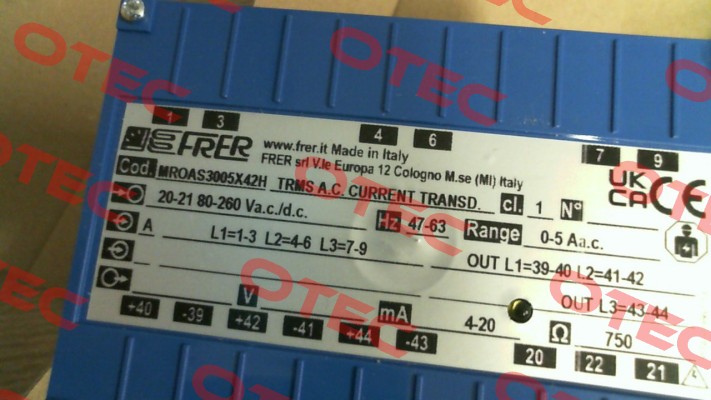 1 3 4 6 7 9
FRER www.frer.it Made in Italy
FRER srl V.le Europa 12 Cologno M.se (MI) Italy
UK CA CE
Cod. MROAS3005X42H TRMS A.C. CURRENT TRANSD. cl. 1 N°
20-21 80-260 Va.c./d.c. Hz 47-63 Range 0-5 Aa.c.
A L1=1-3 L2=4-6 L3=7-9 OUT L1=39-40 L2=41-42
OUT L3=43-44
V mA 4-20 Ω 750
+40 -39 +42 -41 +44 -43 20 22 21
OTEC
OTEC
OTEC
OTEC
OTEC
OTEC
OTEC
OTEC
OTEC